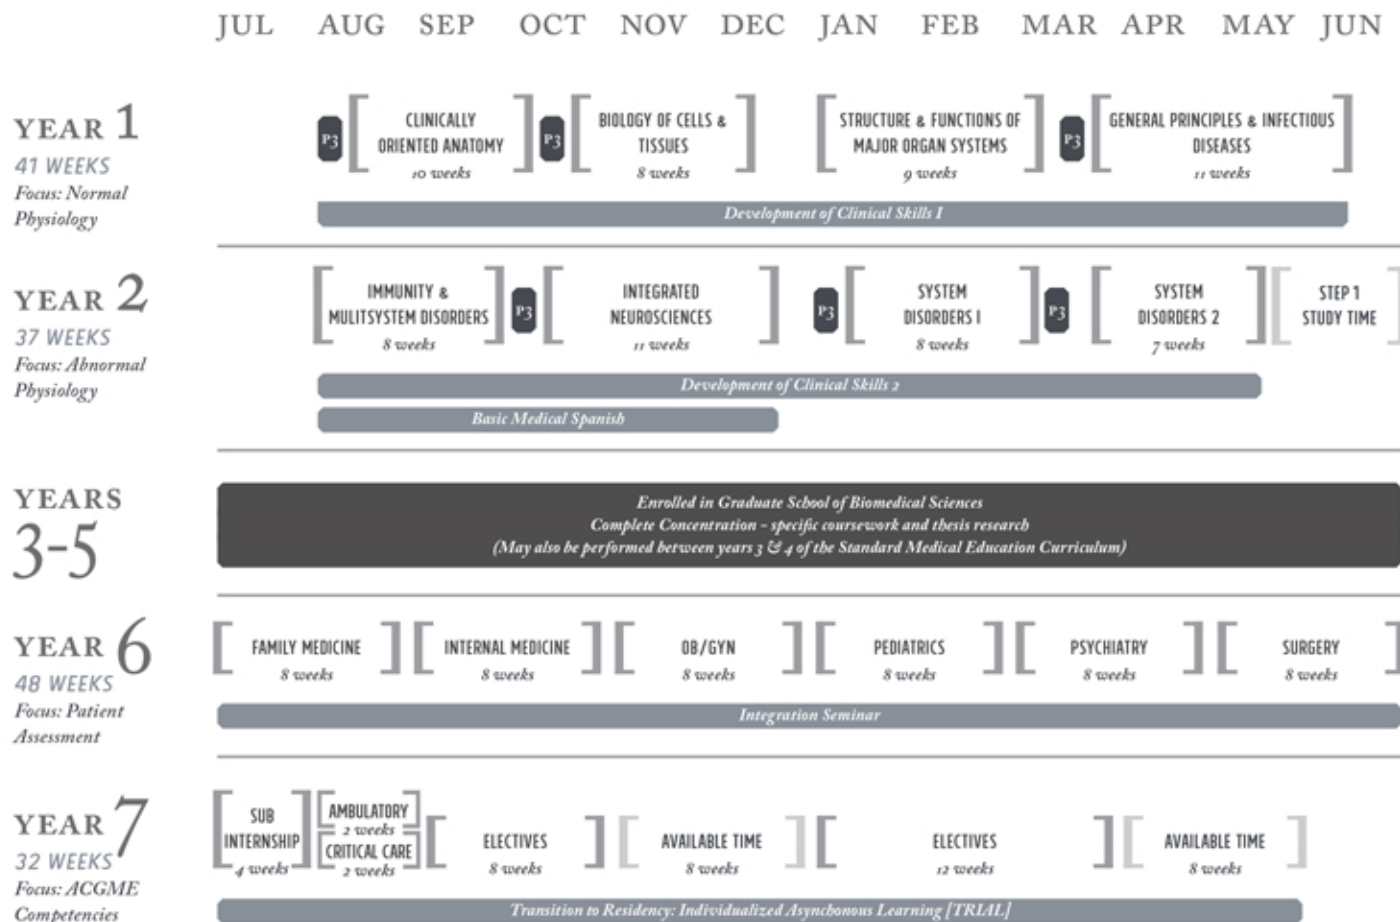 JUL AUG SEP OCT NOV DEC JAN FEB MAR APR MAY JUN
YEAR 1
41 WEEKS
Focus: Normal
Physiology
P3
CLINICALLY
ORIENTED ANATOMY
10 weeks
P3
BIOLOGY OF CELLS &
TISSUES
8 weeks
STRUCTURE & FUNCTIONS OF
MAJOR ORGAN SYSTEMS
9 weeks
P3
GENERAL PRINCIPLES & INFECTIOUS
DISEASES
11 weeks
Development of Clinical Skills I
YEAR 2
37 WEEKS
Focus: Abnormal
Physiology
IMMUNITY &
MULITSYSTEM DISORDERS
8 weeks
P3
INTEGRATED
NEUROSCIENCES
11 weeks
P3
SYSTEM
DISORDERS I
8 weeks
P3
SYSTEM
DISORDERS 2
7 weeks
STEP 1
STUDY TIME
Development of Clinical Skills 2
Basic Medical Spanish
YEARS
3-5
Enrolled in Graduate School of Biomedical Sciences
Complete Concentration - specific coursework and thesis research
(May also be performed between years 3 & 4 of the Standard Medical Education Curriculum)
YEAR 6
48 WEEKS
Focus: Patient
Assessment
FAMILY MEDICINE
8 weeks
INTERNAL MEDICINE
8 weeks
OB/GYN
8 weeks
PEDIATRICS
8 weeks
PSYCHIATRY
8 weeks
SURGERY
8 weeks
Integration Seminar
YEAR 7
32 WEEKS
Focus: ACGME
Competencies
SUB
INTERNSHIP
4 weeks
AMBULATORY
2 weeks
CRITICAL CARE
2 weeks
ELECTIVES
8 weeks
AVAILABLE TIME
8 weeks
ELECTIVES
12 weeks
AVAILABLE TIME
8 weeks
Transition to Residency: Individualized Asynchonous Learning [TRIAL]